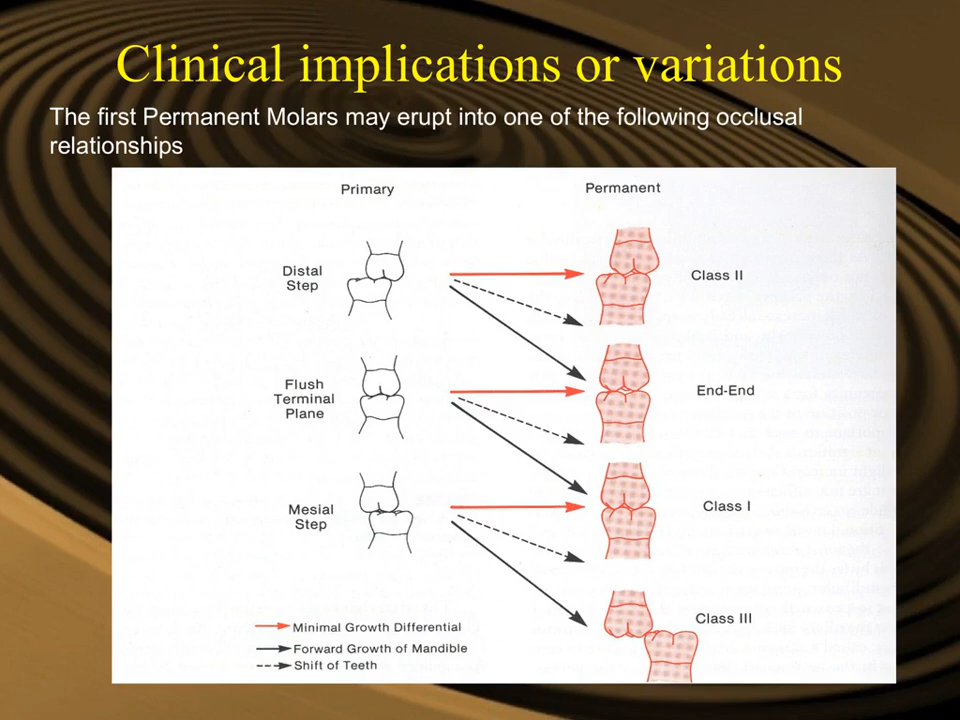 Clinical implications or variations
The first Permanent Molars may erupt into one of the following occlusal
relationships
Primary
Permanent
Distal
Step
Class II
Flush
Terminal
Plane
End-End
Mesial
Step
Class I
Class III
Minimal Growth Differential
Forward Growth of Mandible
Shift of Teeth